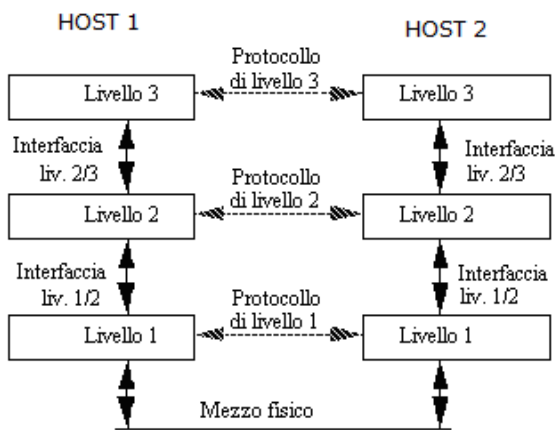 HOST 1
HOST 2
Protocollo
di livello 3
Livello 3
Livello 3
Interfaccia
liv. 2/3
Interfaccia
liv. 2/3
Protocollo
di livello 2
Livello 2
Livello 2
Interfaccia
liv. 1/2
Interfaccia
liv. 1/2
Protocollo
di livello 1
Livello 1
Livello 1
Mezzo fisico